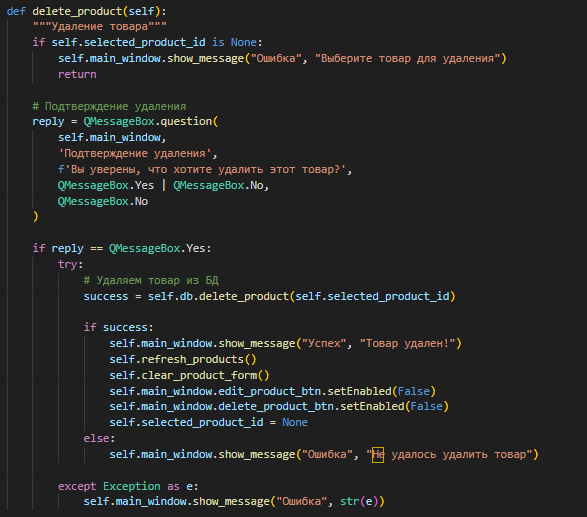 def delete_product(self):
    """Удаление товара"""
    if self.selected_product_id is None:
        self.main_window.show_message("Ошибка", "Выберите товар для удаления")
        return

    # Подтверждение удаления
    reply = QMessageBox.question(
        self.main_window,
        'Подтверждение удаления',
        f'Вы уверены, что хотите удалить этот товар?',
        QMessageBox.Yes | QMessageBox.No,
        QMessageBox.No
    )

    if reply == QMessageBox.Yes:
        try:
            # Удаляем товар из БД
            success = self.db.delete_product(self.selected_product_id)

            if success:
                self.main_window.show_message("Успех", "Товар удален!")
                self.refresh_products()
                self.clear_product_form()
                self.main_window.edit_product_btn.setEnabled(False)
                self.main_window.delete_product_btn.setEnabled(False)
                self.selected_product_id = None
            else:
                self.main_window.show_message("Ошибка", "Не удалось удалить товар")

        except Exception as e:
            self.main_window.show_message("Ошибка", str(e))